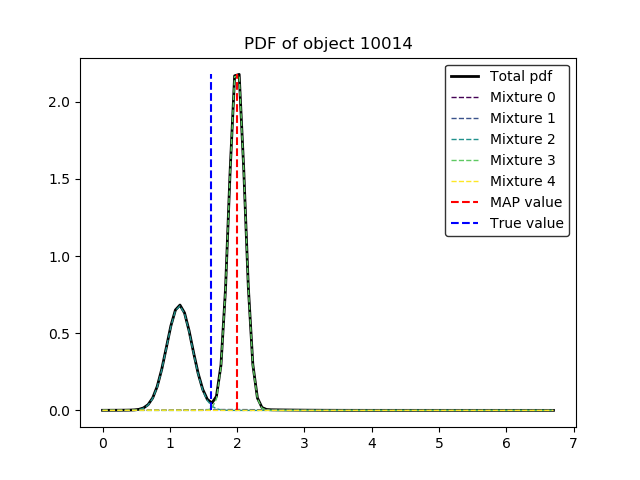 PDF of object 10014
Total pdf
Mixture 0
Mixture 1
Mixture 2
Mixture 3
Mixture 4
MAP value
True value
2.0
1.5
1.0
0.5
0.0
0 1 2 3 4 5 6 7